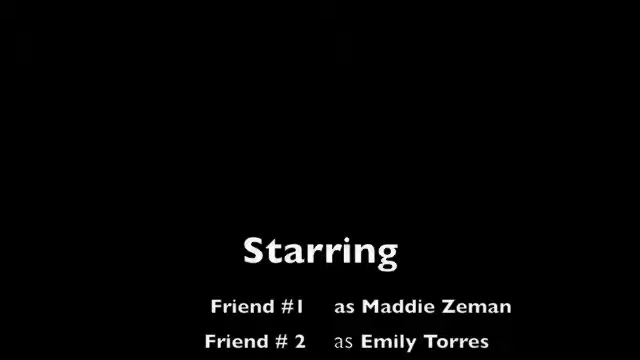 Starring
Friend #1 as Maddie Zeman
Friend # 2 as Emily Torres